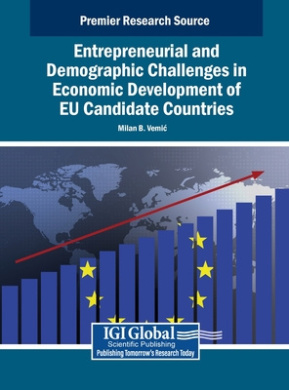 Premier Research Source
Entrepreneurial and
Demographic Challenges in
Economic Development of
EU Candidate Countries
Milan B. Vemić
IGI Global
Scientific Publishing
Publishing Tomorrow's Research Today